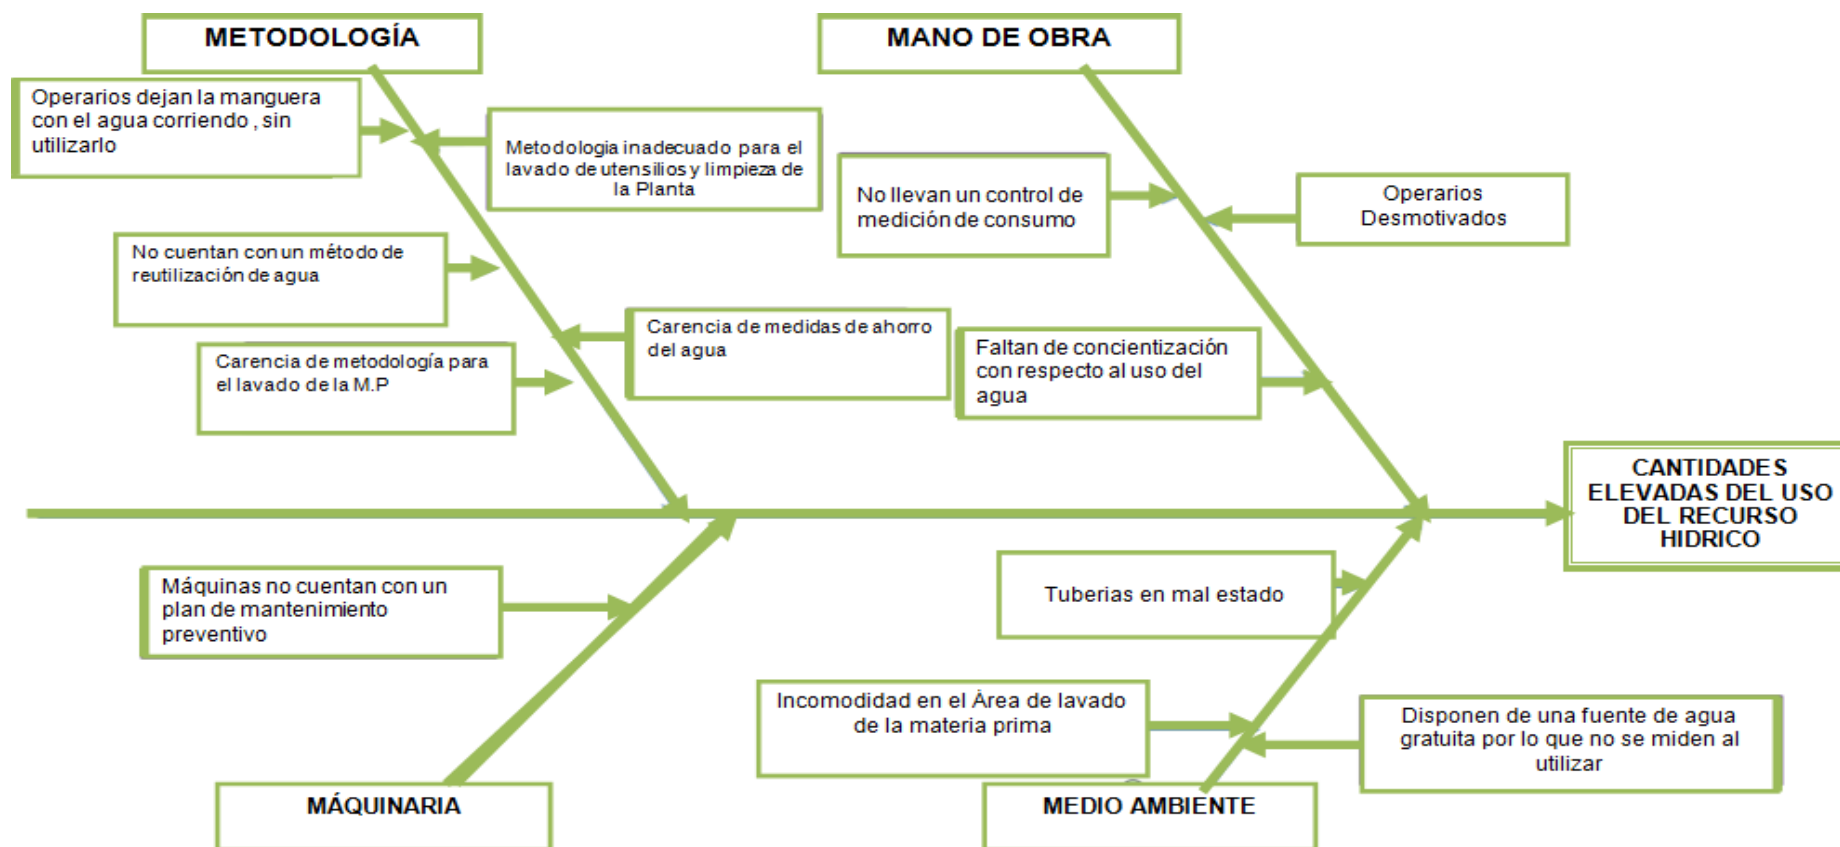 METODOLOGÍA
MANO DE OBRA
Operarios dejan la manguera
con el agua corriendo , sin
utilizarlo
Metodologia inadecuado para el
lavado de utensilios y limpieza de
la Planta
No llevan un control de
medición de consumo
Operarios
Desmotivados
No cuentan con un método de
reutilización de agua
Carencia de medidas de ahorro
del agua
Carencia de metodología para
el lavado de la M.P
Faltan de concientización
con respecto al uso del
agua
CANTIDADES
ELEVADAS DEL USO
DEL RECURSO
HIDRICO
Máquinas no cuentan con un
plan de mantenimiento
preventivo
Tuberias en mal estado
Incomodidad en el Área de lavado
de la materia prima
Disponen de una fuente de agua
gratuita por lo que no se miden al
utilizar
MÁQUINARIA
MEDIO AMBIENTE